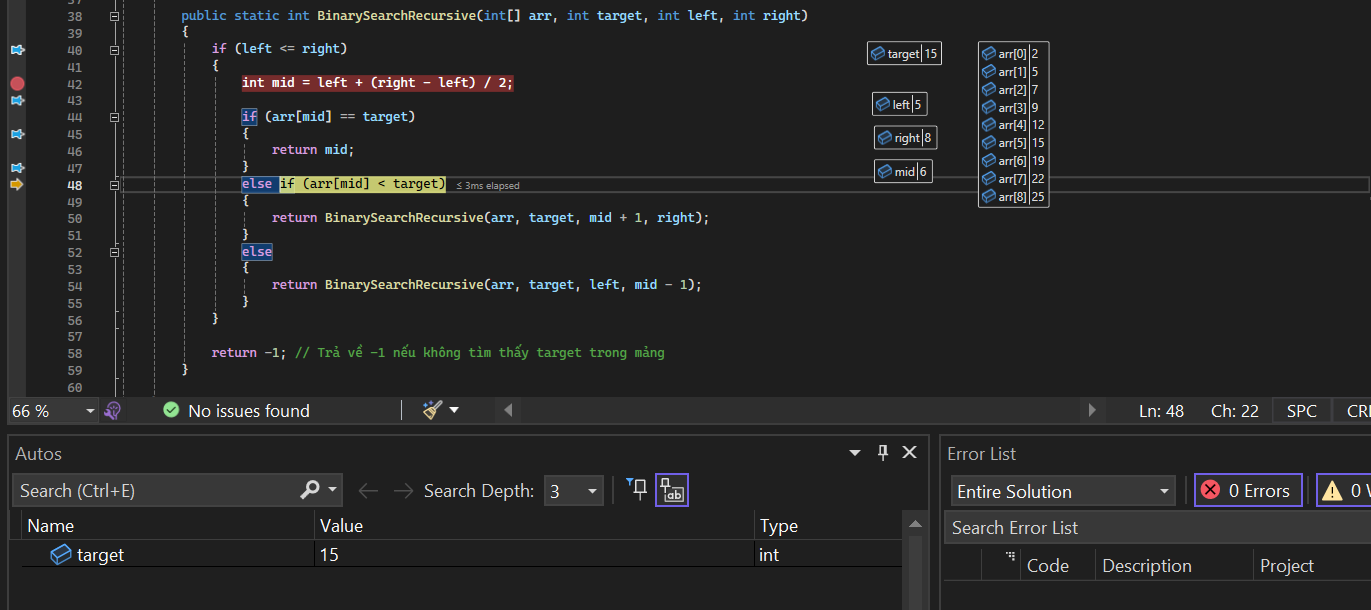 37
38 public static int BinarySearchRecursive(int[] arr, int target, int left, int right)
39 {
40 if (left <= right)
41 {
42 int mid = left + (right - left) / 2;
43
44 if (arr[mid] == target)
45 {
46 return mid;
47 }
48 else if (arr[mid] < target) ≤ 3ms elapsed
49 {
50 return BinarySearchRecursive(arr, target, mid + 1, right);
51 }
52 else
53 {
54 return BinarySearchRecursive(arr, target, left, mid - 1);
55 }
56 }
57
58 return -1; // Trả về -1 nếu không tìm thấy target trong mảng
59 }
60
target 15
left 5
right 8
mid 6
arr[0] 2
arr[1] 5
arr[2] 7
arr[3] 9
arr[4] 12
arr[5] 15
arr[6] 19
arr[7] 22
arr[8] 25
66 % No issues found Ln: 48 Ch: 22 SPC CR
Autos
Search (Ctrl+E) Search Depth: 3
Name Value Type
target 15 int
Error List
Entire Solution 0 Errors 0
Search Error List
Code Description Project